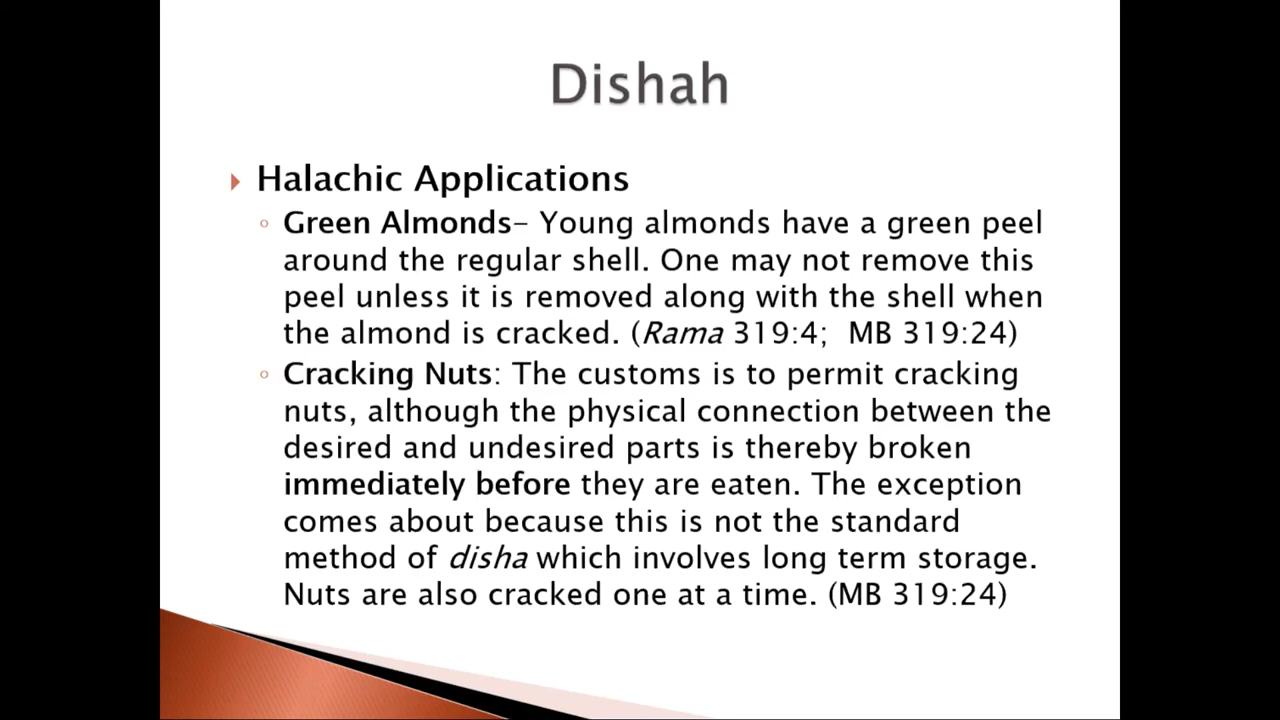 Dishah
Halachic Applications
Green Almonds– Young almonds have a green peel
around the regular shell. One may not remove this
peel unless it is removed along with the shell when
the almond is cracked. (Rama 319:4;  MB 319:24)
Cracking Nuts: The customs is to permit cracking
nuts, although the physical connection between the
desired and undesired parts is thereby broken
immediately before they are eaten. The exception
comes about because this is not the standard
method of disha which involves long term storage.
Nuts are also cracked one at a time. (MB 319:24)